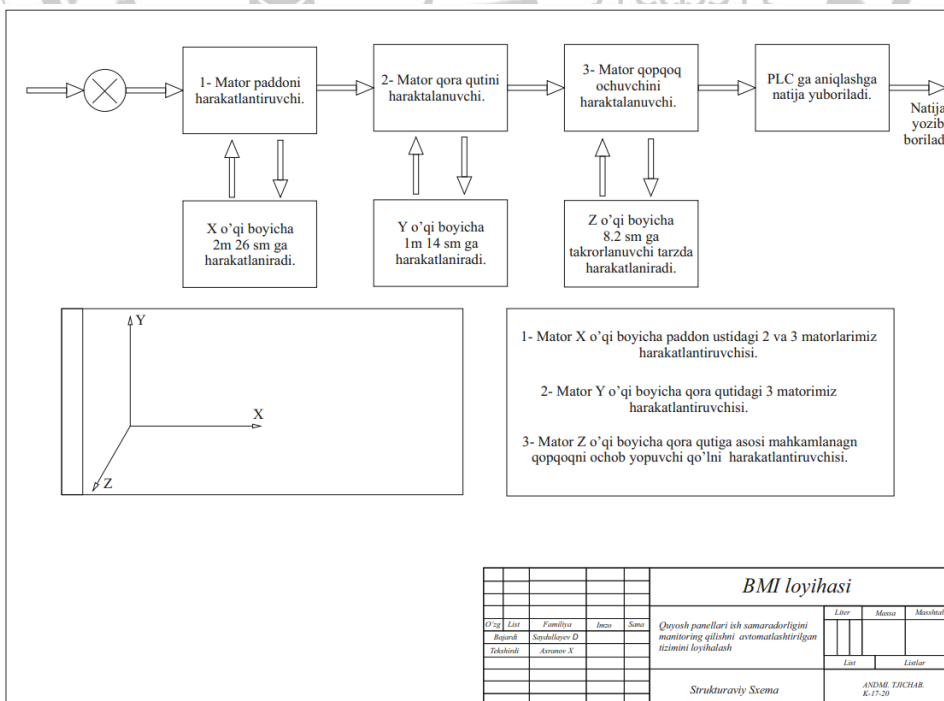 1- Mator paddoni
harakatlantiruvchi.
2- Mator qora qutini
haraktalanuvchi.
3- Mator qopqoq
ochuvchini
haraktalanuvchi.
PLC ga aniqlashga
natija yuboriladi.
Natija
yozib
boriladi
X o’qi boyicha
2m 26 sm ga
harakatlaniradi.
Y o’qi boyicha
1m 14 sm ga
harakatlaniradi.
Z o’qi boyicha
8.2 sm ga
takrorlanuvchi tarzda
harakatlaniradi.
Y
X
Z
1- Mator X o’qi boyicha paddon ustidagi 2 va 3 matorlarimiz
harakatlantiruvchisi.
2- Mator Y o’qi boyicha qora qutidagi 3 matorimiz
harakatlantiruvchisi.
3- Mator Z o’qi boyicha qora qutiga asosi mahkamlanagn
qopqoqni ochob yopuvchi qo’lni harakatlantiruvchisi.
BMI loyihasi
O'zg List Familiya Imzo Sana
Bajardi Saydullayev D
Tekshirdi Asranov X
Quyosh panellari ish samaradorligini
manitoring qilishni avtomatlashtirilgan
tizimini loyihalash
Liter Massa Masshtab
List Listlar
Strukturaviy Sxema
ANDMI. TJICHAB.
K-17-20